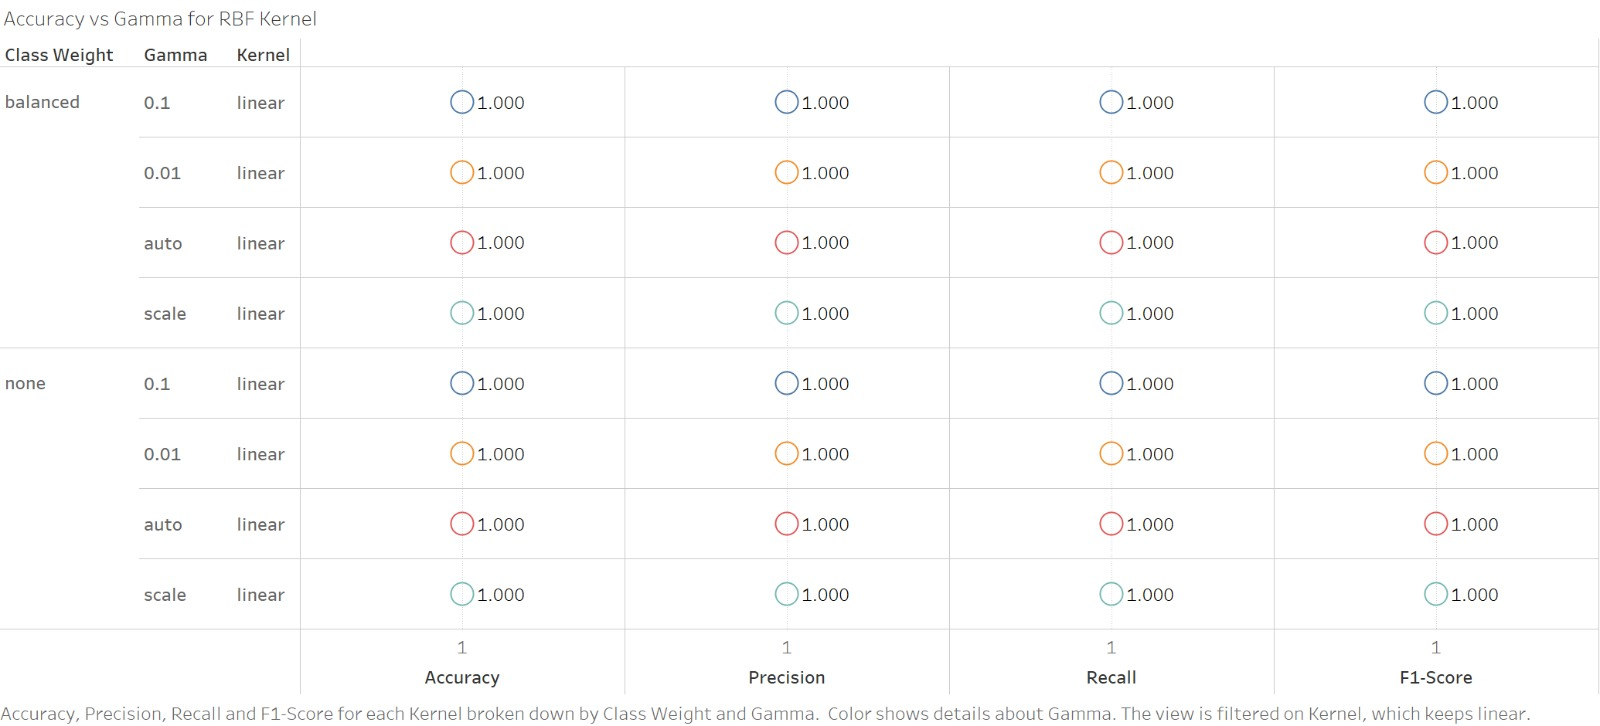 Accuracy vs Gamma for RBF Kernel
Class Weight Gamma Kernel
balanced 0.1 linear 1.000 1.000 1.000 1.000
0.01 linear 1.000 1.000 1.000 1.000
auto linear 1.000 1.000 1.000 1.000
scale linear 1.000 1.000 1.000 1.000
none 0.1 linear 1.000 1.000 1.000 1.000
0.01 linear 1.000 1.000 1.000 1.000
auto linear 1.000 1.000 1.000 1.000
scale linear 1.000 1.000 1.000 1.000
1 1 1 1
Accuracy Precision Recall F1-Score
Accuracy, Precision, Recall and F1-Score for each Kernel broken down by Class Weight and Gamma. Color shows details about Gamma. The view is filtered on Kernel, which keeps linear.